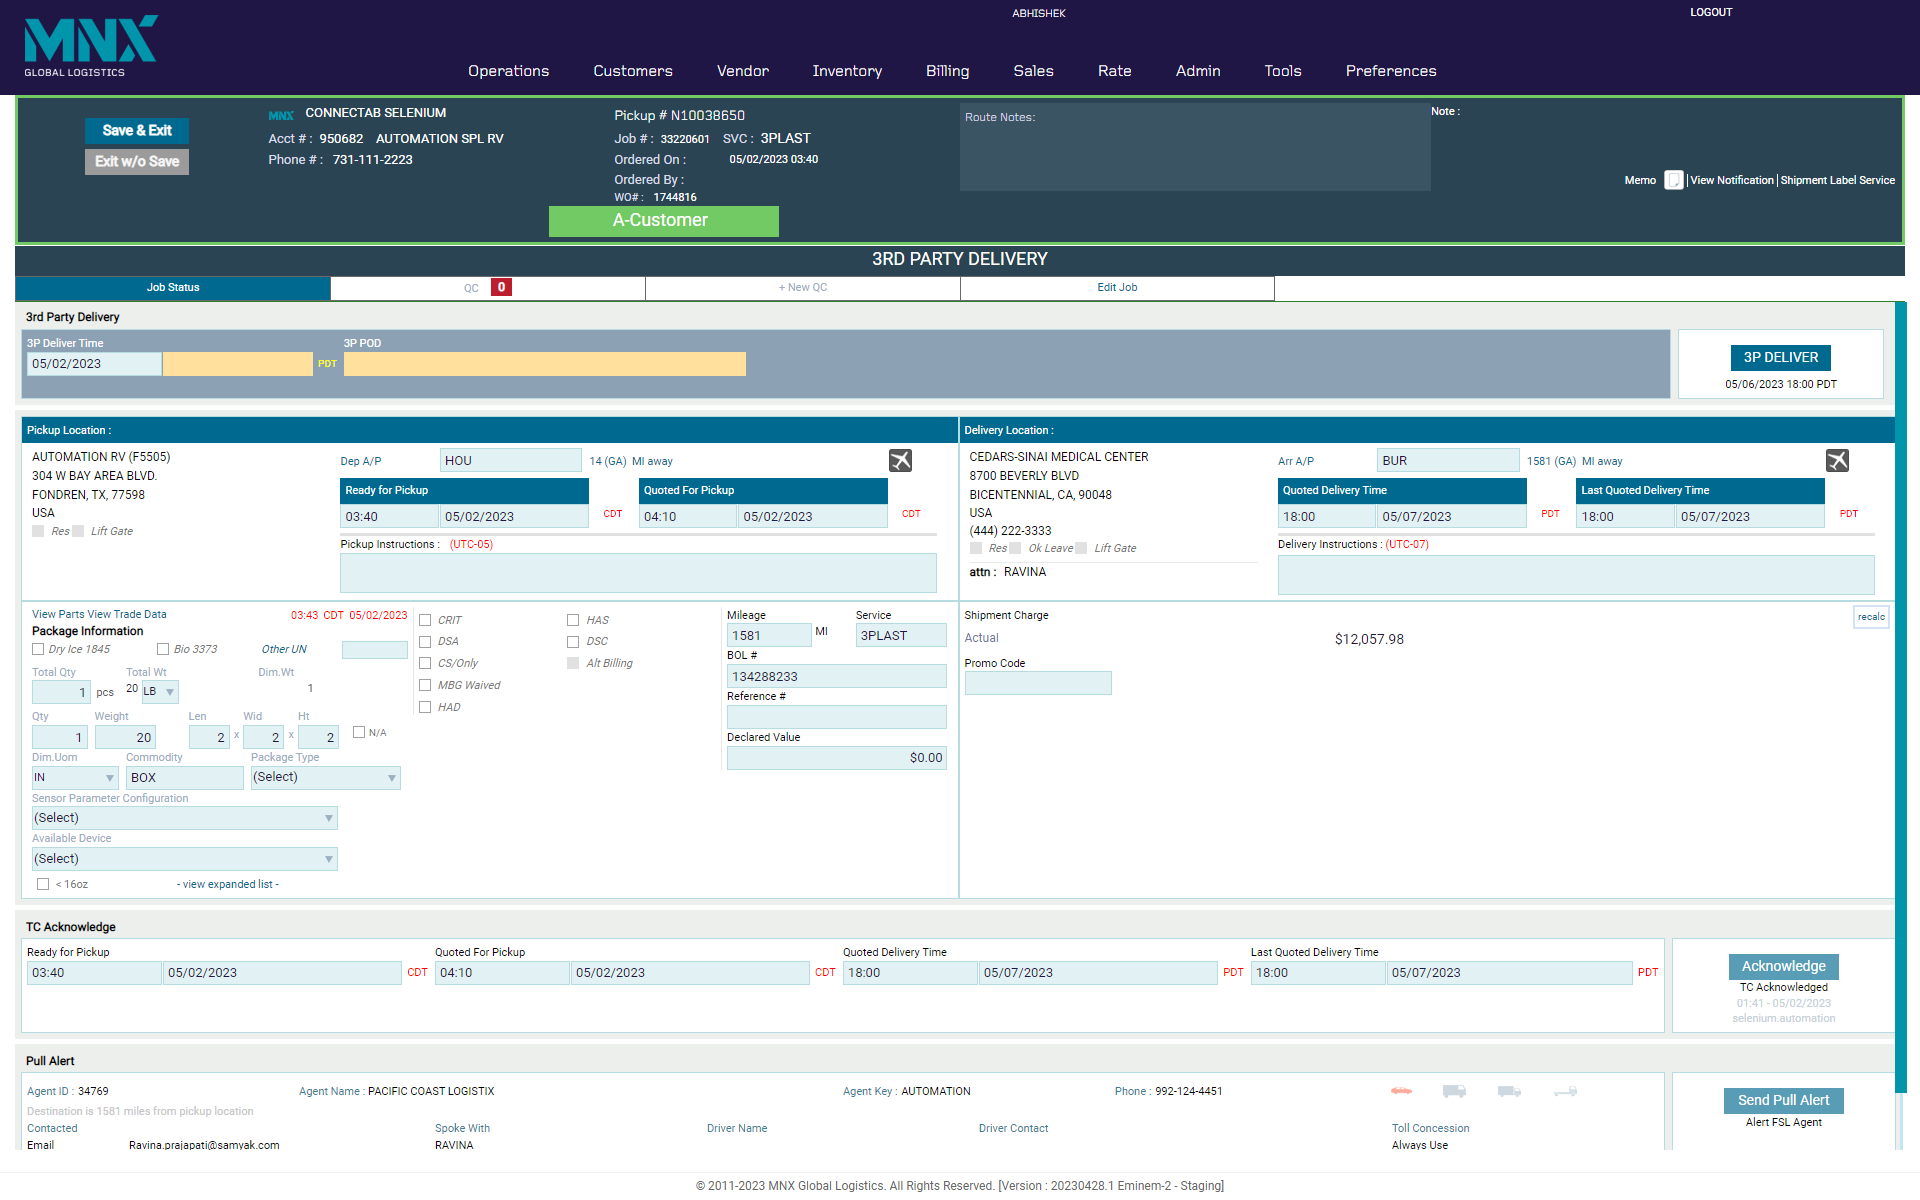 MNX
GLOBAL LOGISTICS
ABHISHEK
LOGOUT
Operations Customers Vendor Inventory Billing Sales Rate Admin Tools Preferences
Save & Exit
Exit w/o Save
MNX CONNECTAB SELENIUM
Acct # : 950682 AUTOMATION SPL RV
Phone # : 731-111-2223
Pickup # N10038650
Job # : 33220601 SVC : 3PLAST
Ordered On : 05/02/2023 03:40
Ordered By :
WO# : 1744816
A-Customer
Route Notes:
Note :
Memo | View Notification | Shipment Label Service
3RD PARTY DELIVERY
Job Status QC 0 + New QC Edit Job
3rd Party Delivery
3P Deliver Time 3P POD
05/02/2023 PDT
3P DELIVER
05/06/2023 18:00 PDT
Pickup Location :
AUTOMATION RV (F5505)
304 W BAY AREA BLVD.
FONDREN, TX, 77598
USA
Res Lift Gate
Dep A/P HOU 14 (GA) MI away
Ready for Pickup Quoted For Pickup
03:40 05/02/2023 CDT 04:10 05/02/2023 CDT
Pickup Instructions : (UTC-05)
Delivery Location :
CEDARS-SINAI MEDICAL CENTER
8700 BEVERLY BLVD
BICENTENNIAL, CA, 90048
USA
(444) 222-3333
Res Ok Leave Lift Gate
attn : RAVINA
Arr A/P BUR 1581 (GA) MI away
Quoted Delivery Time Last Quoted Delivery Time
18:00 05/07/2023 PDT 18:00 05/07/2023 PDT
Delivery Instructions : (UTC-07)
View Parts View Trade Data 03:43 CDT 05/02/2023
Package Information
Dry Ice 1845 Bio 3373 Other UN
Total Qty Total Wt Dim.Wt
1 pcs 20 LB 1
Qty Weight Len Wid Ht
1 20 2 x 2 x 2 N/A
Dim.Uom Commodity Package Type
IN BOX (Select)
Sensor Parameter Configuration
(Select)
Available Device
(Select)
< 16oz - view expanded list -
CRIT HAS
DSA DSC
CS/Only Alt Billing
MBG Waived
HAD
Mileage Service
1581 MI 3PLAST
BOL #
134288233
Reference #
Declared Value
$0.00
Shipment Charge recalc
Actual $12,057.98
Promo Code
TC Acknowledge
Ready for Pickup Quoted For Pickup Quoted Delivery Time Last Quoted Delivery Time
03:40 05/02/2023 CDT 04:10 05/02/2023 CDT 18:00 05/07/2023 PDT 18:00 05/07/2023 PDT
Acknowledge
TC Acknowledged
01:41 - 05/02/2023
selenium.automation
Pull Alert
Agent ID : 34769 Agent Name : PACIFIC COAST LOGISTIX Agent Key : AUTOMATION Phone : 992-124-4451
Destination is 1581 miles from pickup location
Contacted Spoke With Driver Name Driver Contact Toll Concession
Email Ravina.prajapati@samyak.com RAVINA Always Use
Send Pull Alert
Alert FSL Agent
© 2011-2023 MNX Global Logistics. All Rights Reserved. [Version : 20230428.1 Eminem-2 - Staging]